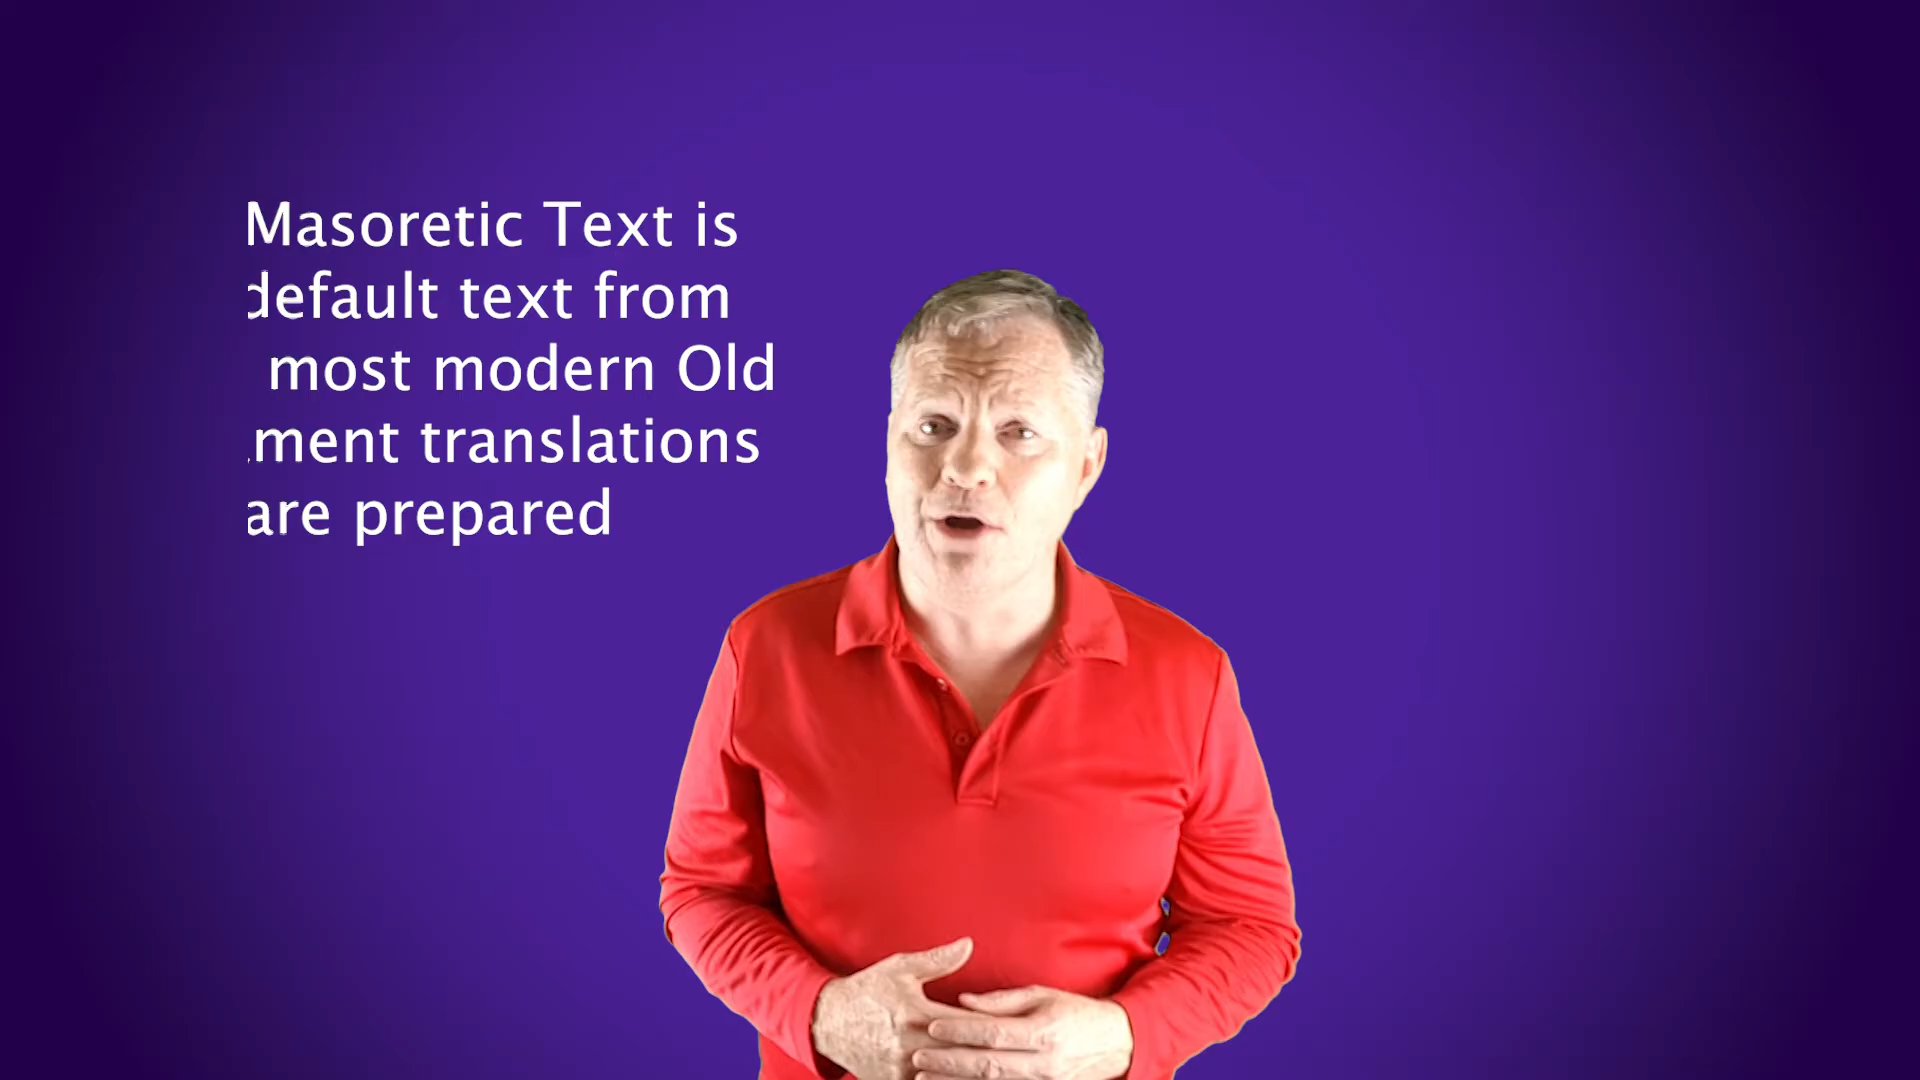 Masoretic Text is
default text from
most modern Old
ment translations
are prepared